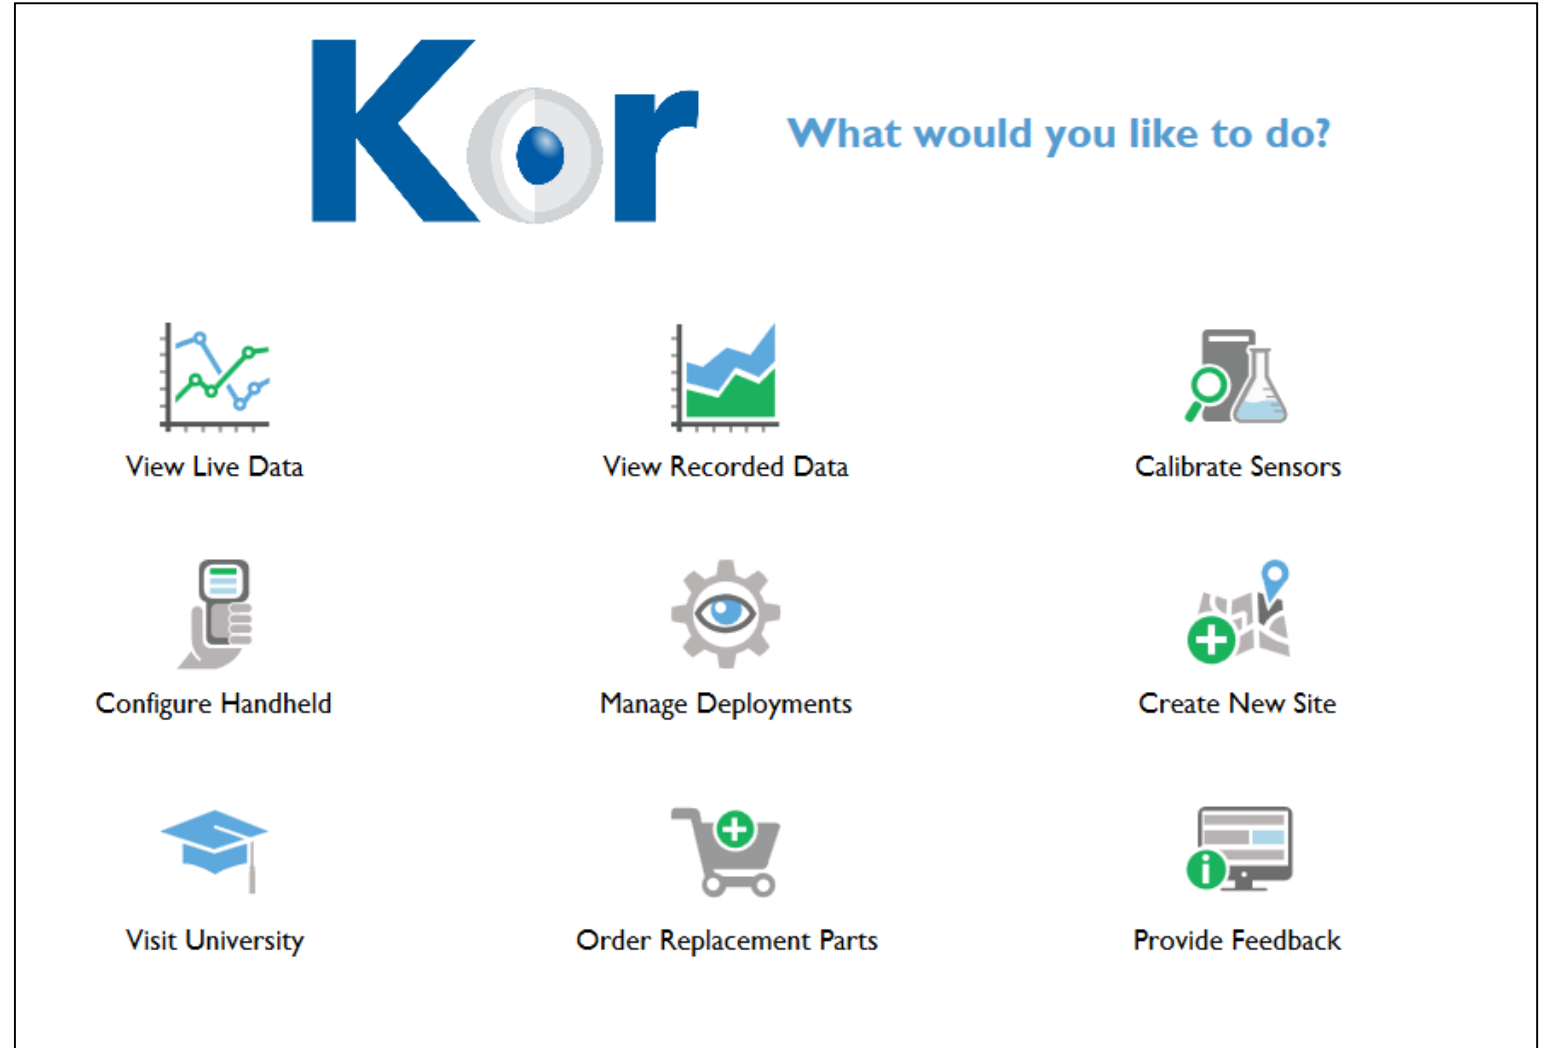 Kor
What would you like to do?
View Live Data
View Recorded Data
Calibrate Sensors
Configure Handheld
Manage Deployments
Create New Site
Visit University
Order Replacement Parts
Provide Feedback